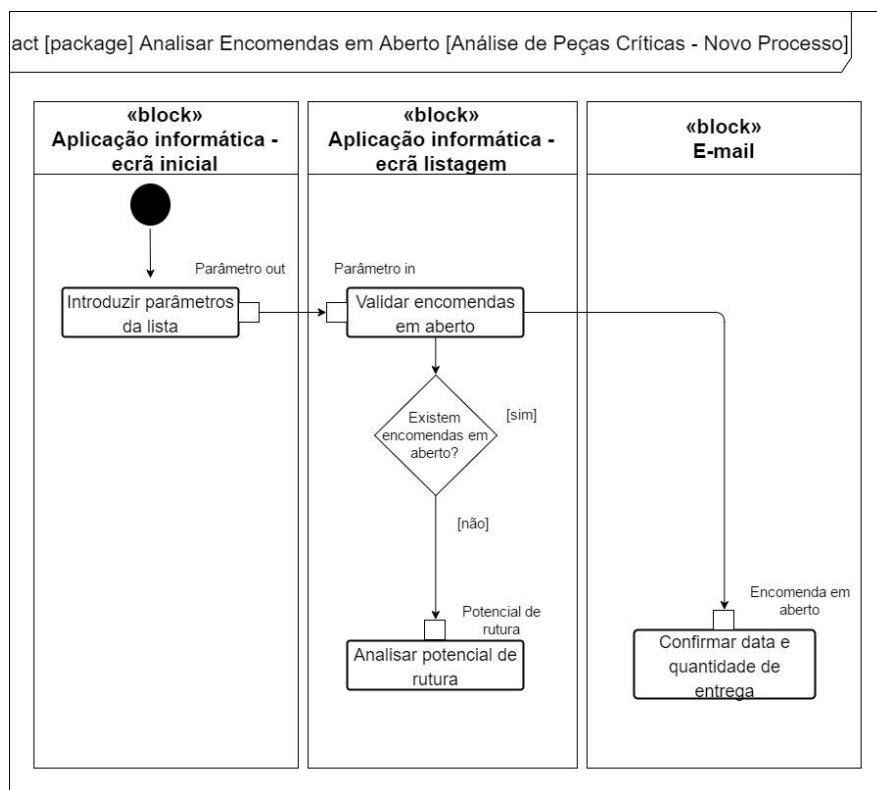 act [package] Analisar Encomendas em Aberto [Análise de Peças Críticas - Novo Processo]
«block»
Aplicação informática -
ecrã inicial
«block»
Aplicação informática -
ecrã listagem
«block»
E-mail
Parâmetro out
Parâmetro in
Introduzir parâmetros
da lista
Validar encomendas
em aberto
Existem
encomendas em
aberto?
[sim]
[não]
Potencial de
rutura
Analisar potencial de
rutura
Encomenda em
aberto
Confirmar data e
quantidade de
entrega